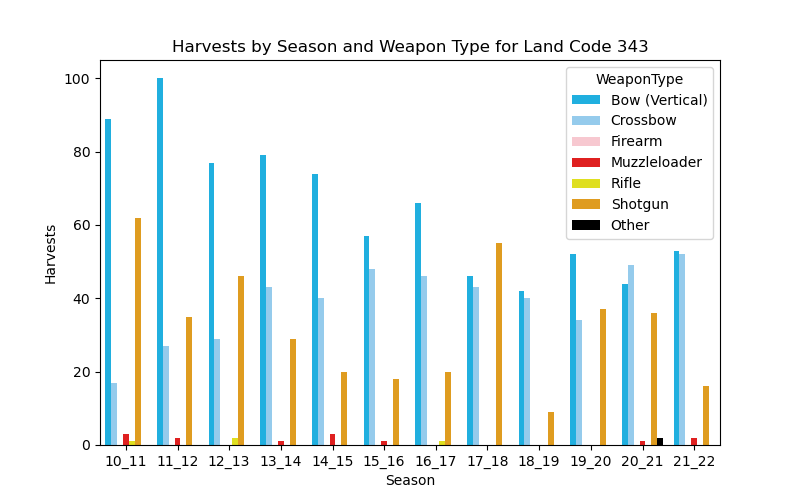 Harvests by Season and Weapon Type for Land Code 343
WeaponType
Bow (Vertical)
Crossbow
Firearm
Muzzleloader
Rifle
Shotgun
Other
Harvests
100
80
60
40
20
0
10_11 11_12 12_13 13_14 14_15 15_16 16_17 17_18 18_19 19_20 20_21 21_22
Season